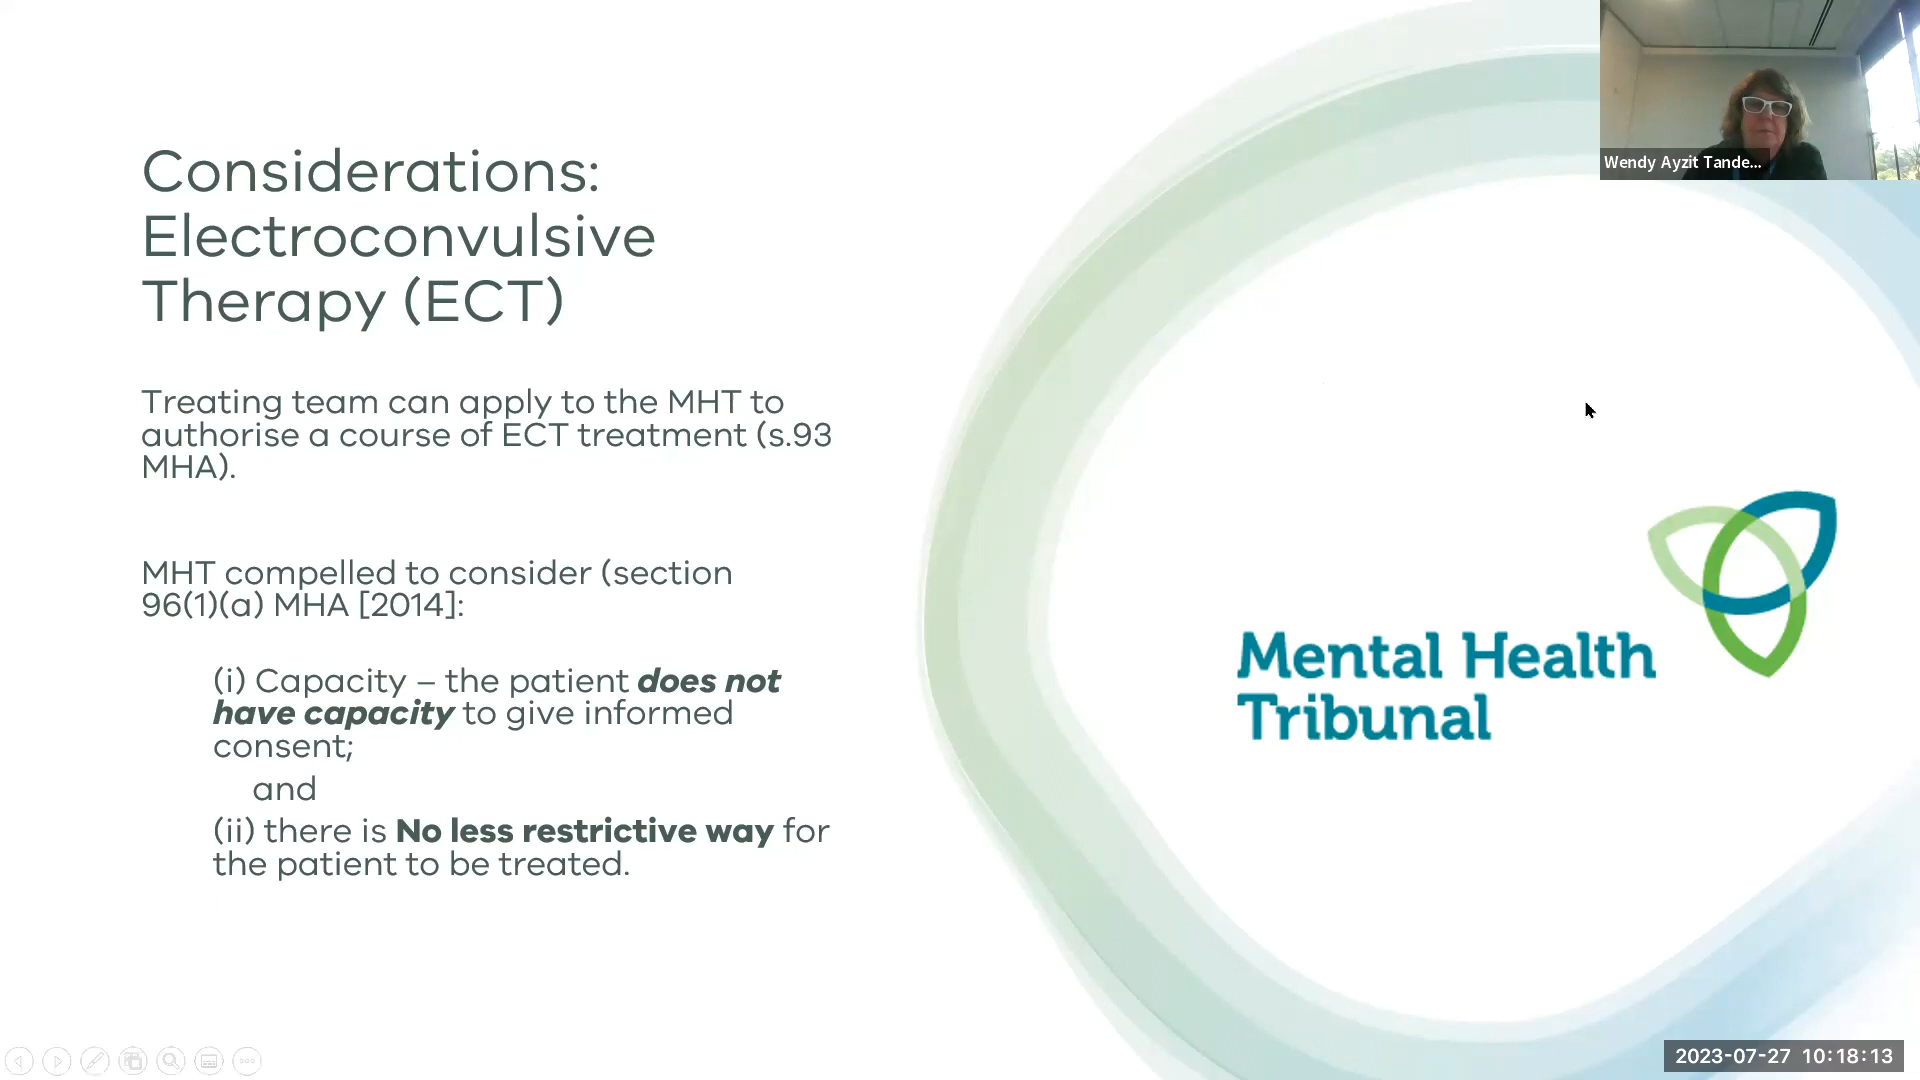 Considerations:
Electroconvulsive
Therapy (ECT)
Treating team can apply to the MHT to
authorise a course of ECT treatment (s.93
MHA).
MHT compelled to consider (section
96(1)(a) MHA [2014]:
(i) Capacity – the patient does not
have capacity to give informed
consent;
and
(ii) there is No less restrictive way for
the patient to be treated.
Wendy Ayzit Tande...
Mental Health
Tribunal
2023-07-27 10:18:13